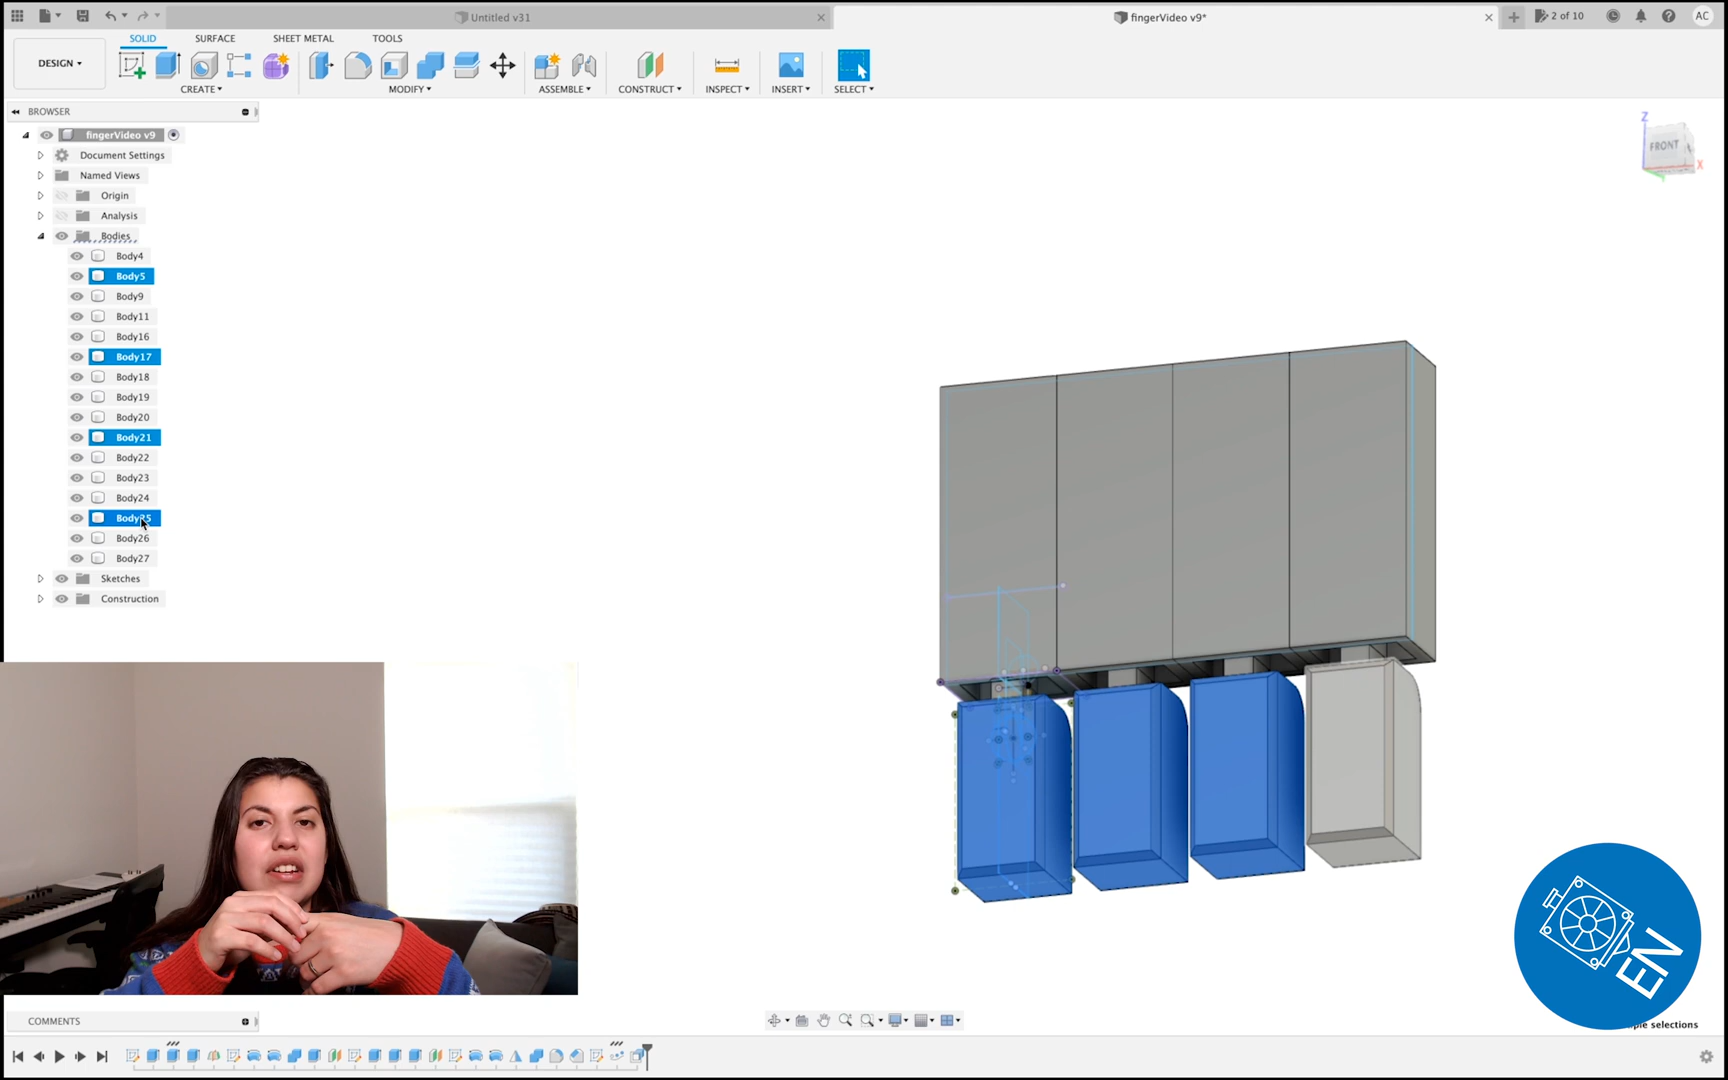 Untitled v31
fingerVideo v9*
2 of 10
AC
DESIGN
SOLID
SURFACE
SHEET METAL
TOOLS
CREATE
MODIFY
ASSEMBLE
CONSTRUCT
INSPECT
INSERT
SELECT
BROWSER
fingerVideo v9
Document Settings
Named Views
Origin
Analysis
Bodies
Body4
Body5
Body9
Body11
Body16
Body17
Body18
Body19
Body20
Body21
Body22
Body23
Body24
Body25
Body26
Body27
Sketches
Construction
Z
FRONT
X
EN
selections
COMMENTS